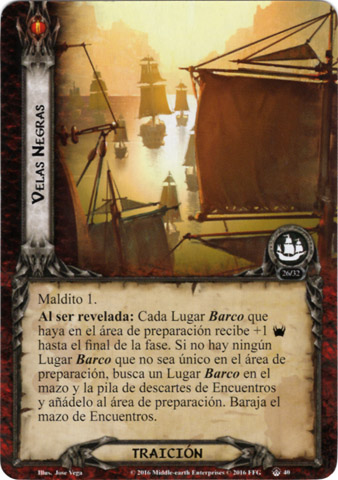 VELAS NEGRAS
26/32
Maldito 1.
Al ser revelada: Cada Lugar Barco que
haya en el área de preparación recibe +1
hasta el final de la fase. Si no hay ningún
Lugar Barco que no sea único en el área de
preparación, busca un Lugar Barco en el
mazo y la pila de descartes de Encuentros
y añádelo al área de preparación. Baraja el
mazo de Encuentros.
TRAICIÓN
Illus. Jose Vega © 2016 Middle-earth Enterprises © 2016 FFG 40